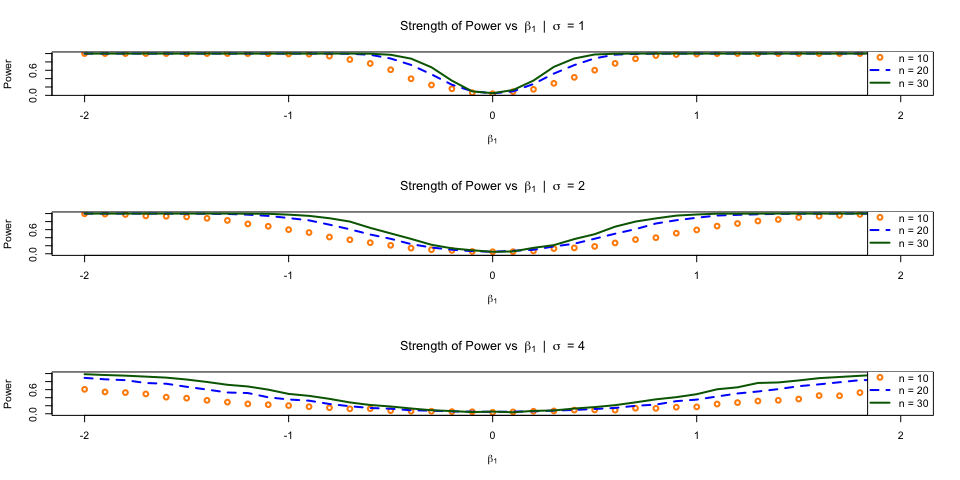 Strength of Power vs β₁ | σ = 1
Power
0.0 0.6
n = 10
n = 20
n = 30
-2 -1 0 1 2
β₁
Strength of Power vs β₁ | σ = 2
Power
0.0 0.6
n = 10
n = 20
n = 30
-2 -1 0 1 2
β₁
Strength of Power vs β₁ | σ = 4
Power
0.0 0.6
n = 10
n = 20
n = 30
-2 -1 0 1 2
β₁